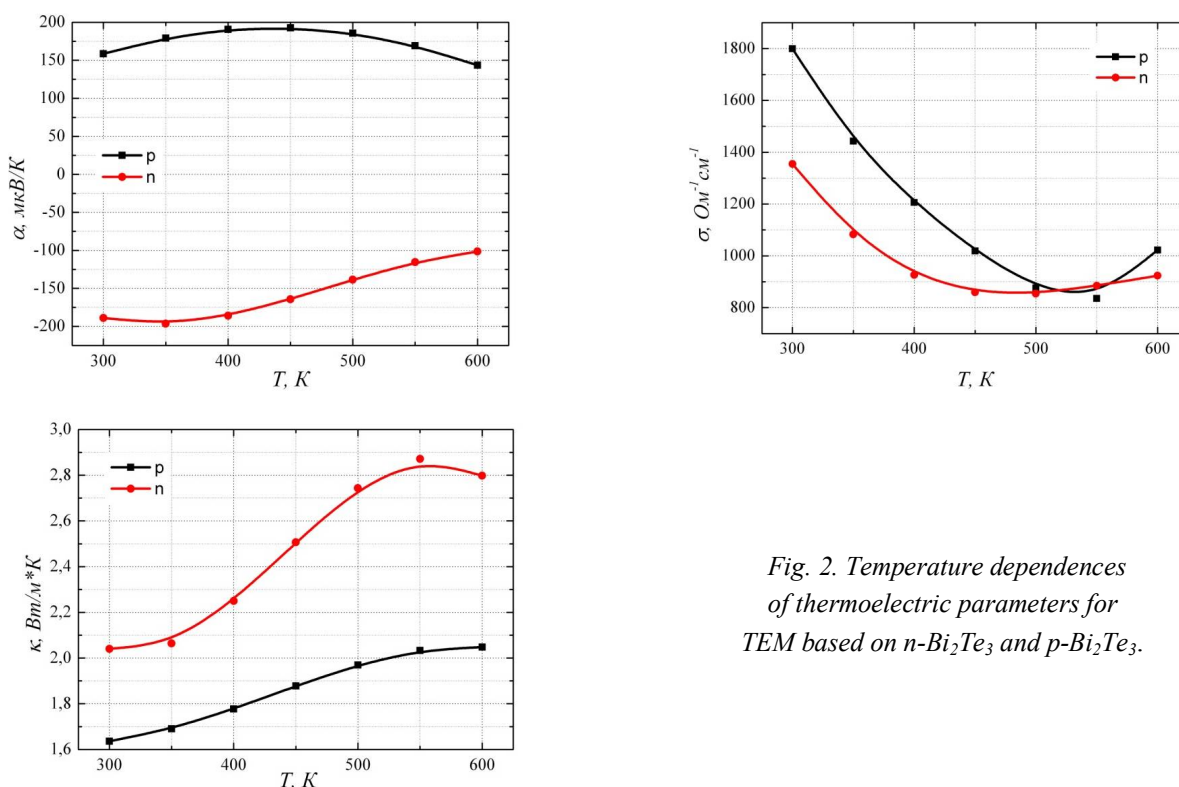 200
150
100
75
50
25
0
-25
-50
-100
-150
-200
α, мкВ/К
p
n
300
400
500
600
T, К
1800
1600
1400
1200
1000
800
σ, Ом⁻¹см⁻¹
p
n
300
400
500
600
T, К
3,0
2,8
2,6
2,4
2,2
2,0
1,8
1,6
κ, Вт/м*К
p
n
300
400
500
600
T, К
Fig. 2. Temperature dependences
of thermoelectric parameters for
TEM based on n-Bi₂Te₃ and p-Bi₂Te₃.